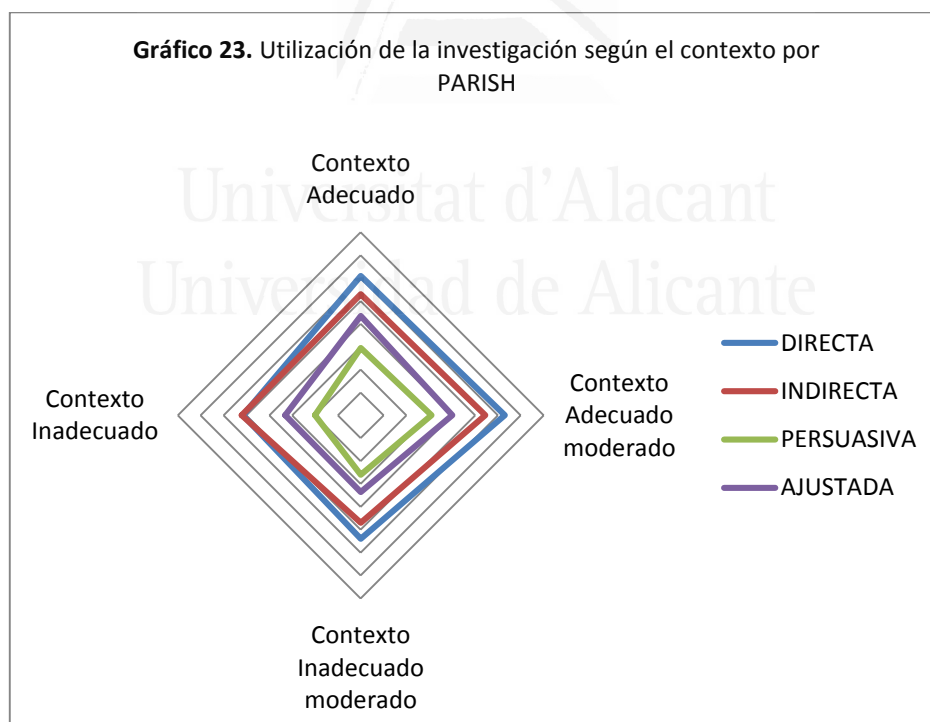 Gráfico 23. Utilización de la investigación según el contexto por
PARISH
Universitat d'Alacant
Universidad de Alicante
Contexto
Adecuado
Contexto
Adecuado
moderado
Contexto
Inadecuado
moderado
Contexto
Inadecuado
DIRECTA
INDIRECTA
PERSUASIVA
AJUSTADA